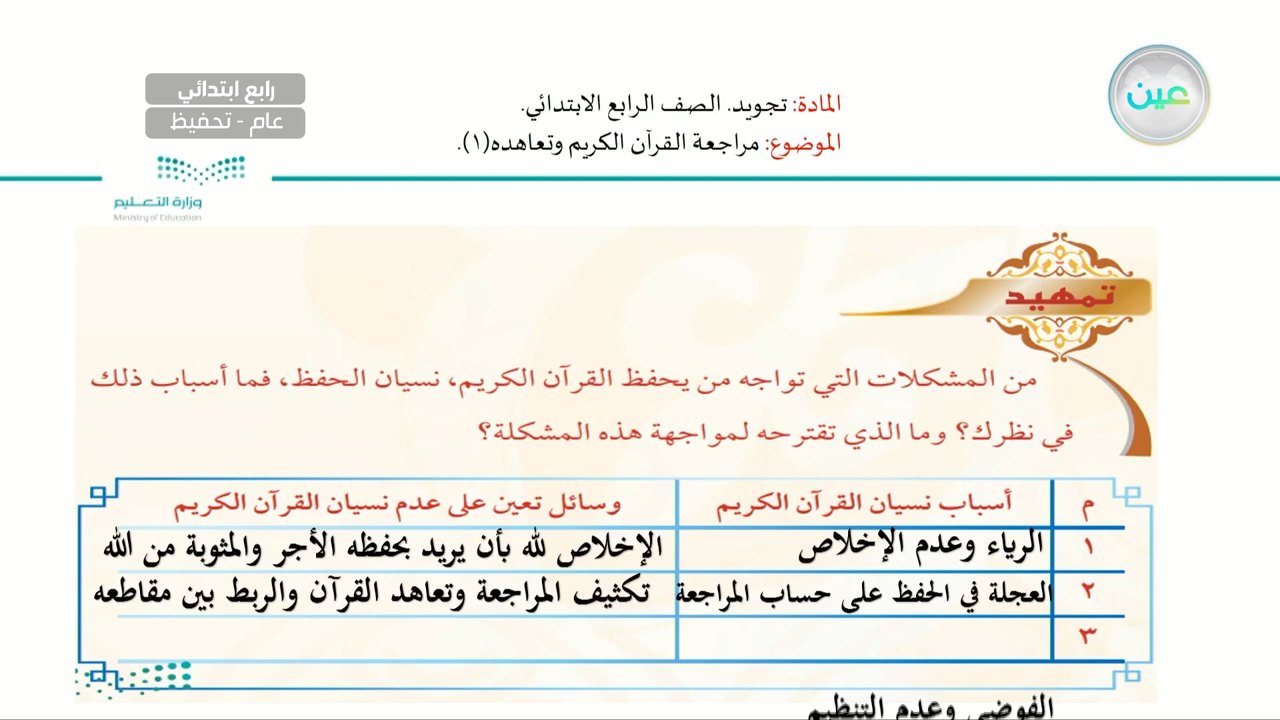 عين
المادة: تجويد. الصف الرابع الابتدائي.
الموضوع: مراجعة القرآن الكريم وتعاهده(١).
رابع ابتدائي
عام - تحفيظ
وزارة التعليم
Ministry of Education
تمهيد
من المشكلات التي تواجه من يحفظ القرآن الكريم، نسيان الحفظ، فما أسباب ذلك
في نظرك؟ وما الذي تقترحه لمواجهة هذه المشكلة؟
م أسباب نسيان القرآن الكريم وسائل تعين على عدم نسيان القرآن الكريم
١ الرياء وعدم الإخلاص الإخلاص لله بأن يريد بحفظه الأجر والمثوبة من الله
٢ العجلة في الحفظ على حساب المراجعة تكثيف المراجعة وتعاهد القرآن والربط بين مقاطعه
٣
الفوضى وعدم التنظيم